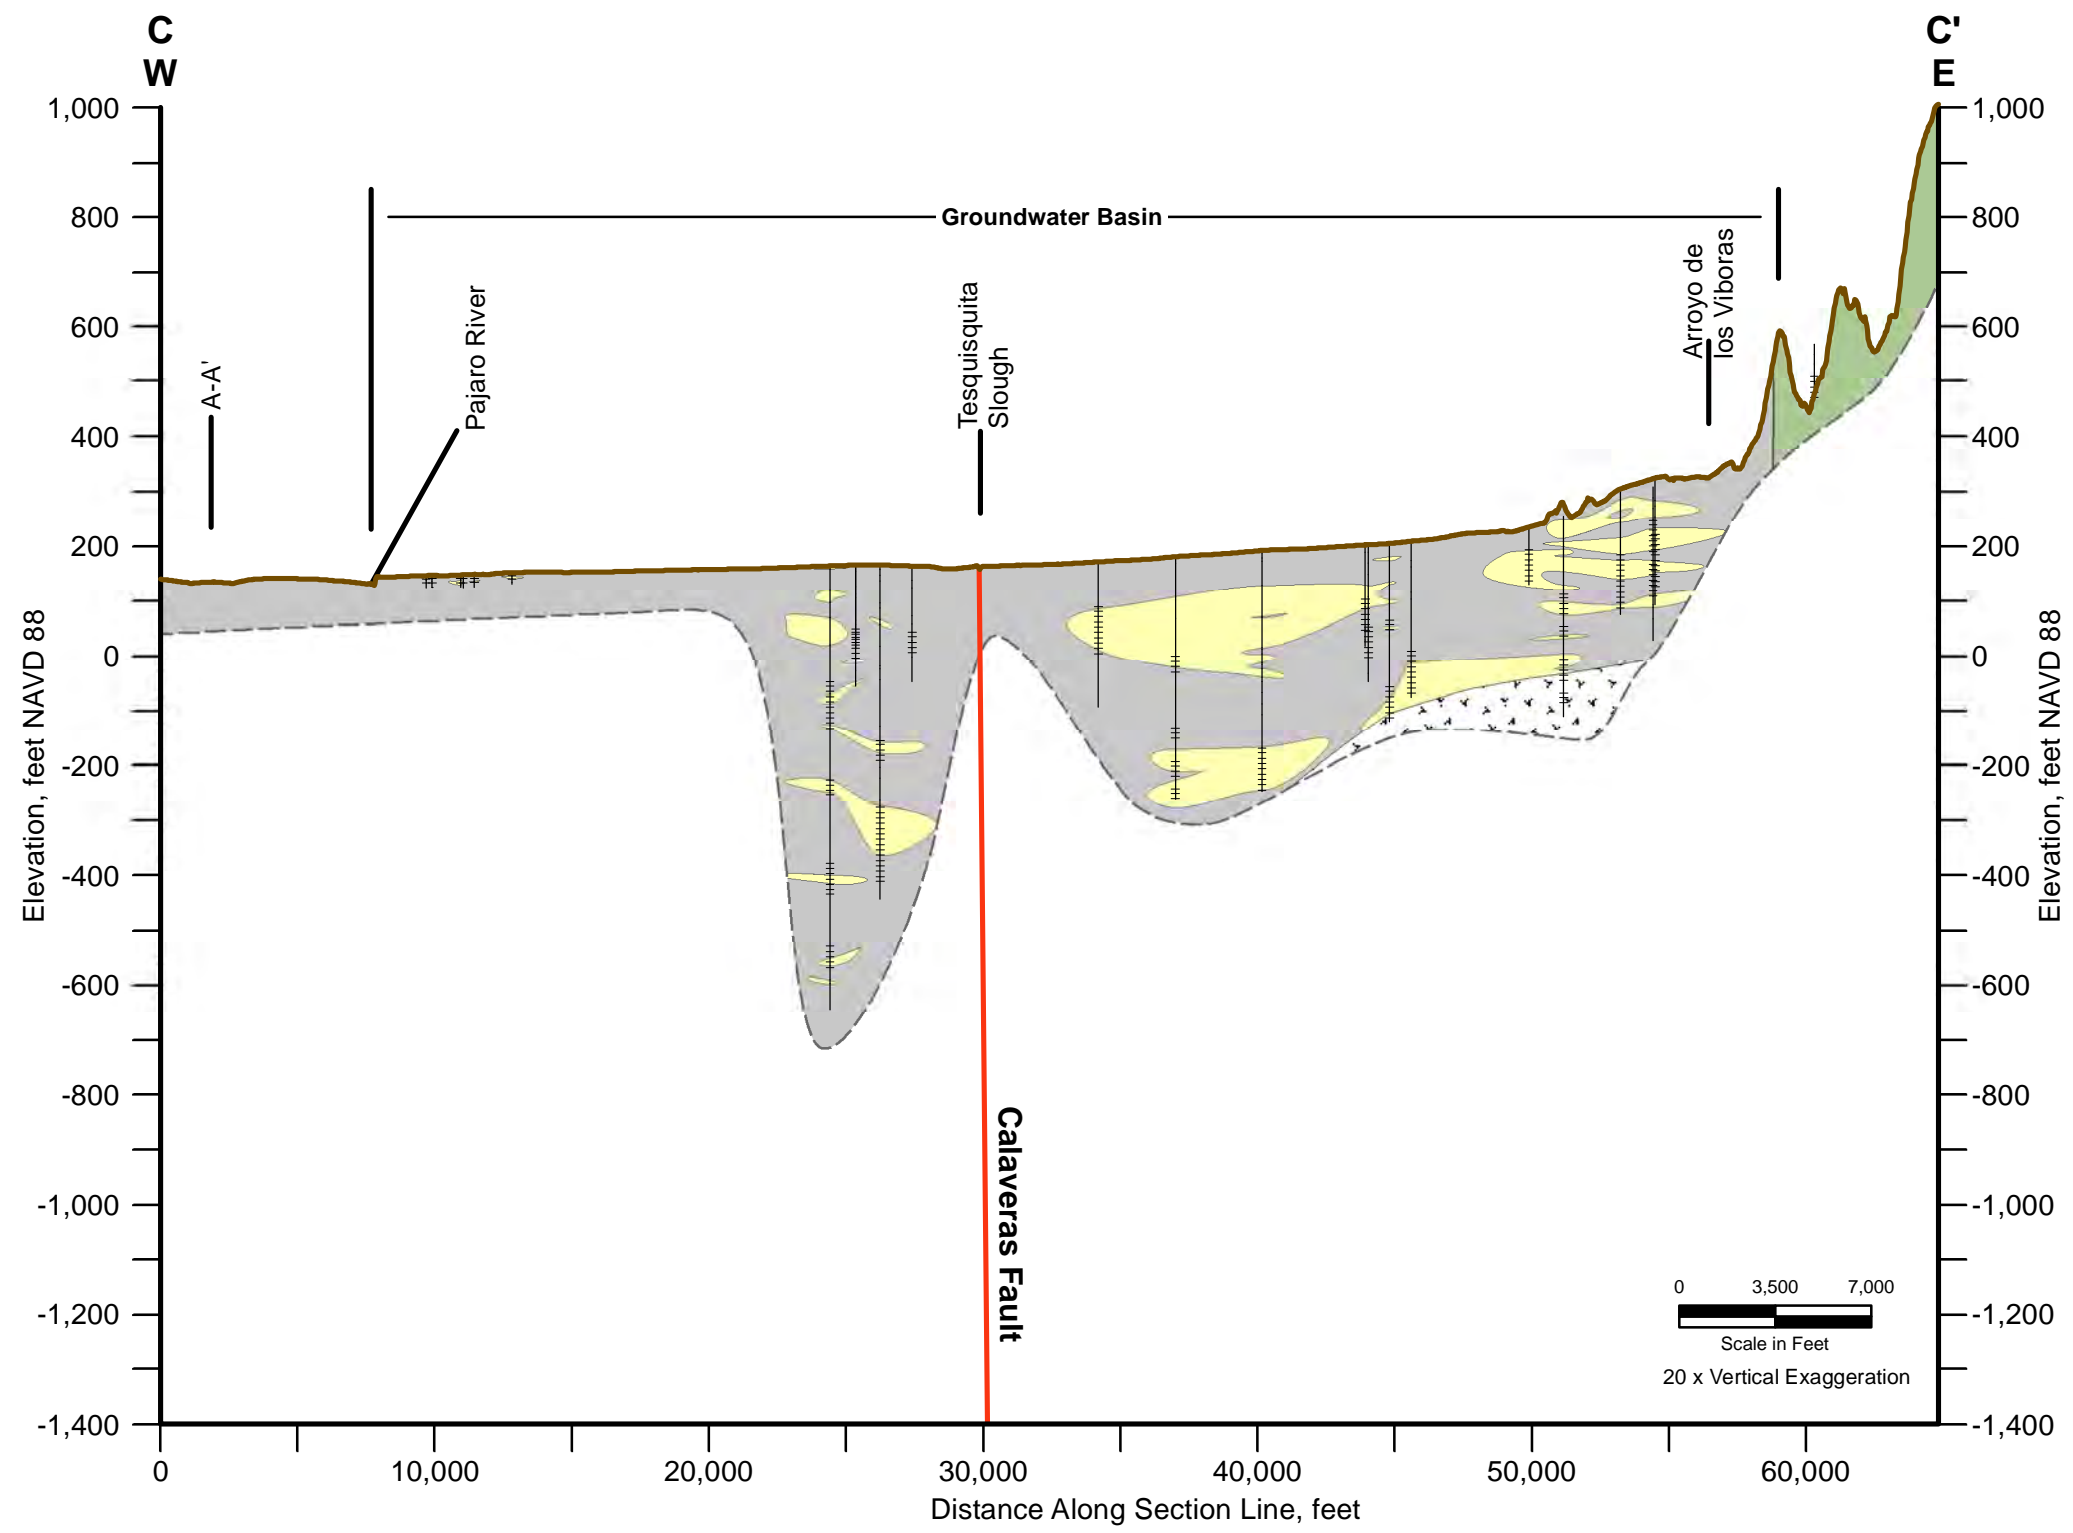 C
W
C'
E
1,000
800
600
400
200
0
-200
-400
-600
-800
-1,000
-1,200
-1,400
Elevation, feet NAVD 88
A-A'
Pajaro River
Groundwater Basin
Tesquisquita
Slough
Arroyo de
los Viboras
Calaveras Fault
1,000
800
600
400
200
0
-200
-400
-600
-800
-1,000
-1,200
-1,400
Elevation, feet NAVD 88
0 3,500 7,000
Scale in Feet
20 x Vertical Exaggeration
0 10,000 20,000 30,000 40,000 50,000 60,000
Distance Along Section Line, feet